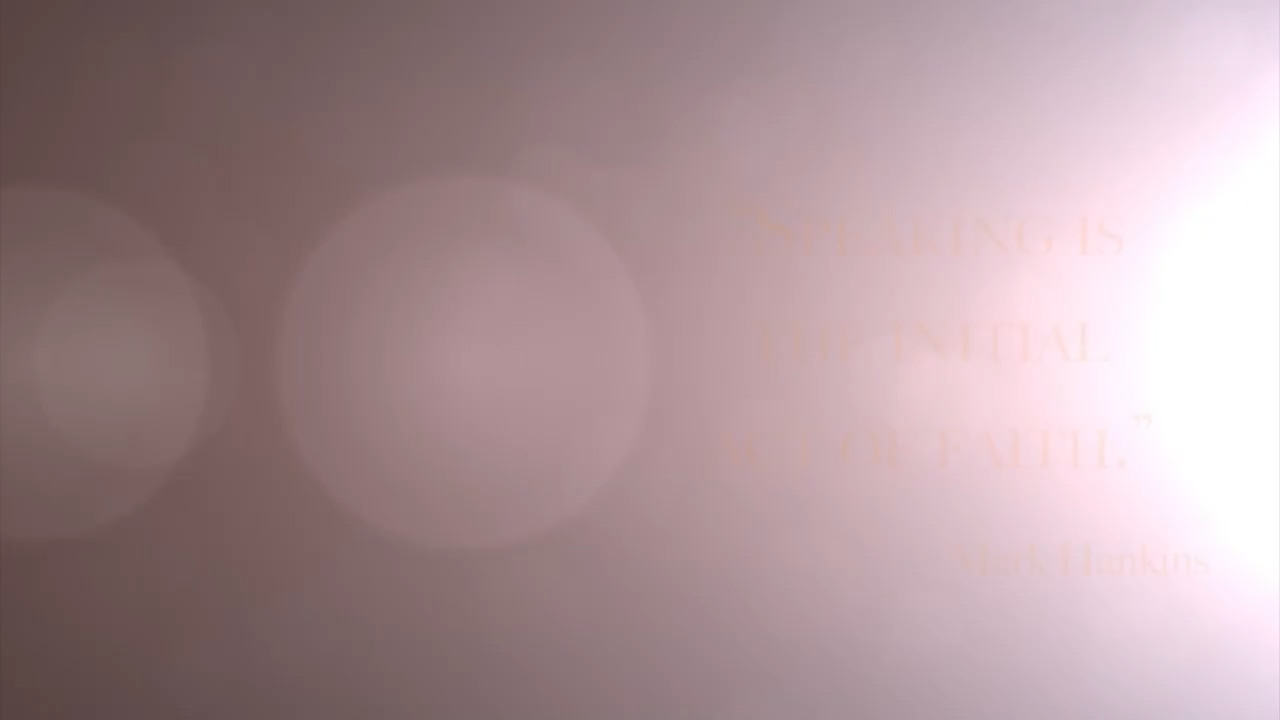 "SPEAKING IS
THE INITIAL
ACT OF FAITH."
Mark Hankins